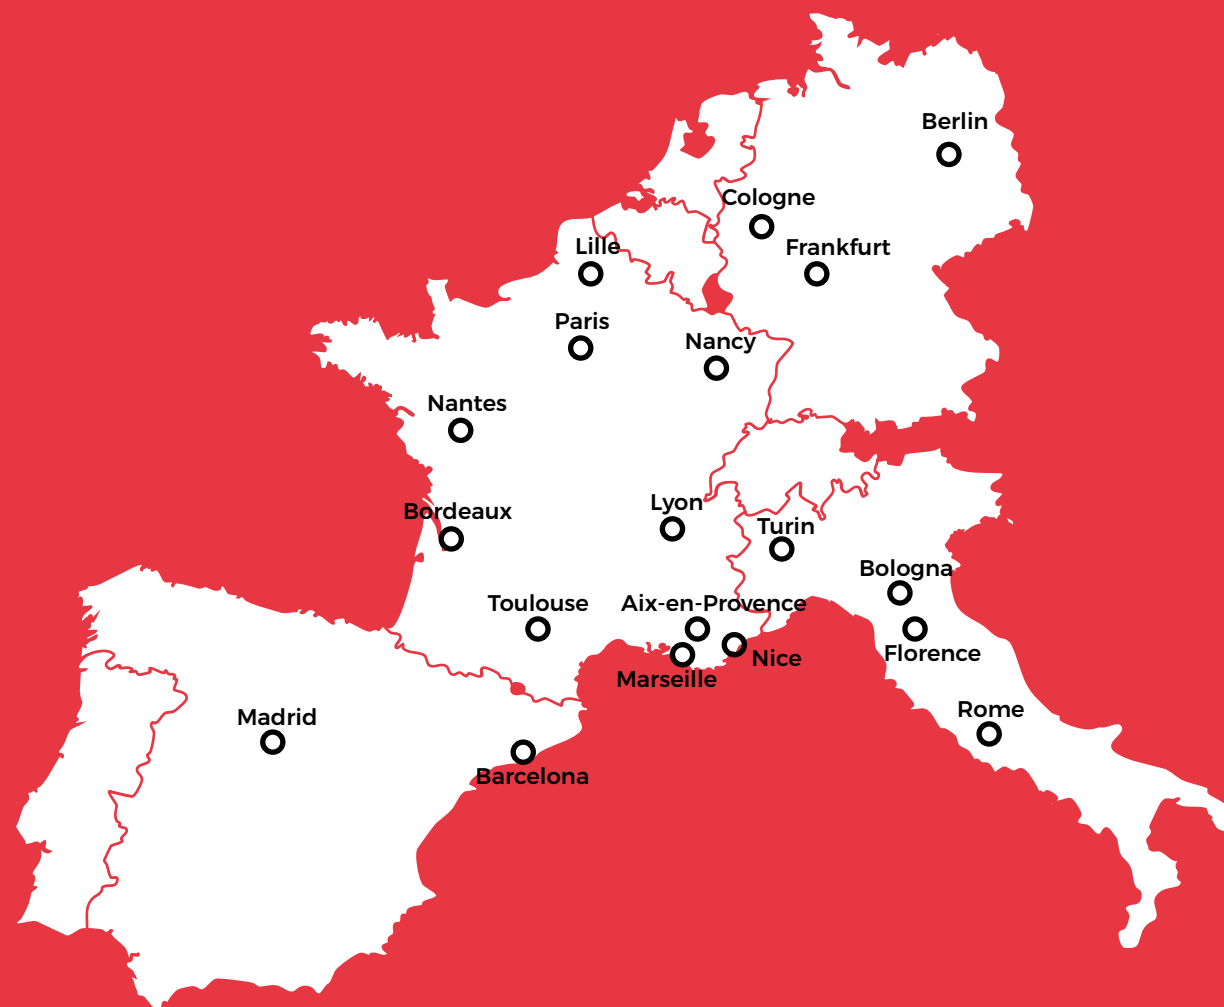 Berlin
Cologne
Lille
Frankfurt
Paris
Nancy
Nantes
Lyon
Bordeaux
Turin
Bologna
Toulouse
Aix-en-Provence
Florence
Nice
Marseille
Rome
Madrid
Barcelona